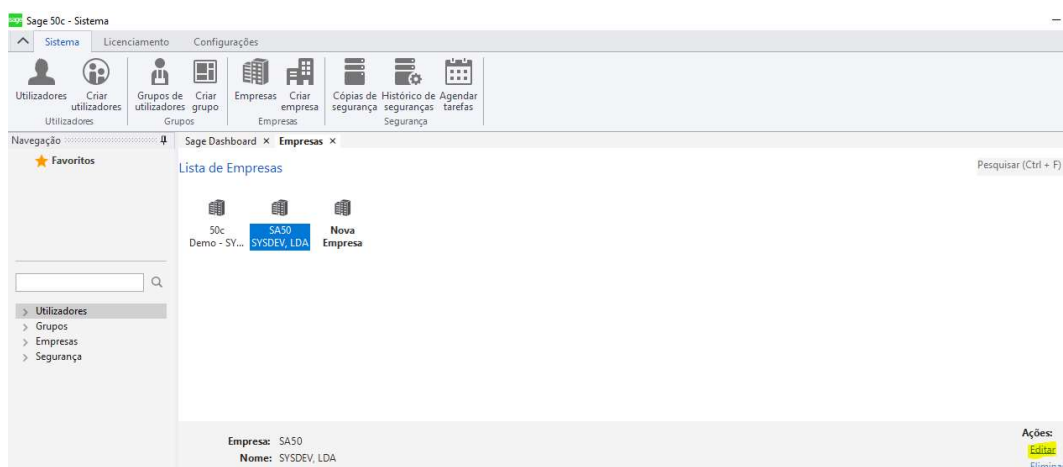 sage Sage 50c - Sistema
Sistema Licenciamento Configurações
Utilizadores Criar utilizadores Grupos de utilizadores Criar grupo Empresas Criar empresa Cópias de segurança Histórico de seguranças Agendar tarefas
Utilizadores Grupos Empresas Segurança
Navegação Sage Dashboard × Empresas ×
Favoritos
Lista de Empresas Pesquisar (Ctrl + F)
50c SA50 Nova
Demo - SY... SYSDEV, LDA Empresa
> Utilizadores
> Grupos
> Empresas
> Segurança
Ações:
Empresa: SA50
Editar
Nome: SYSDEV, LDA